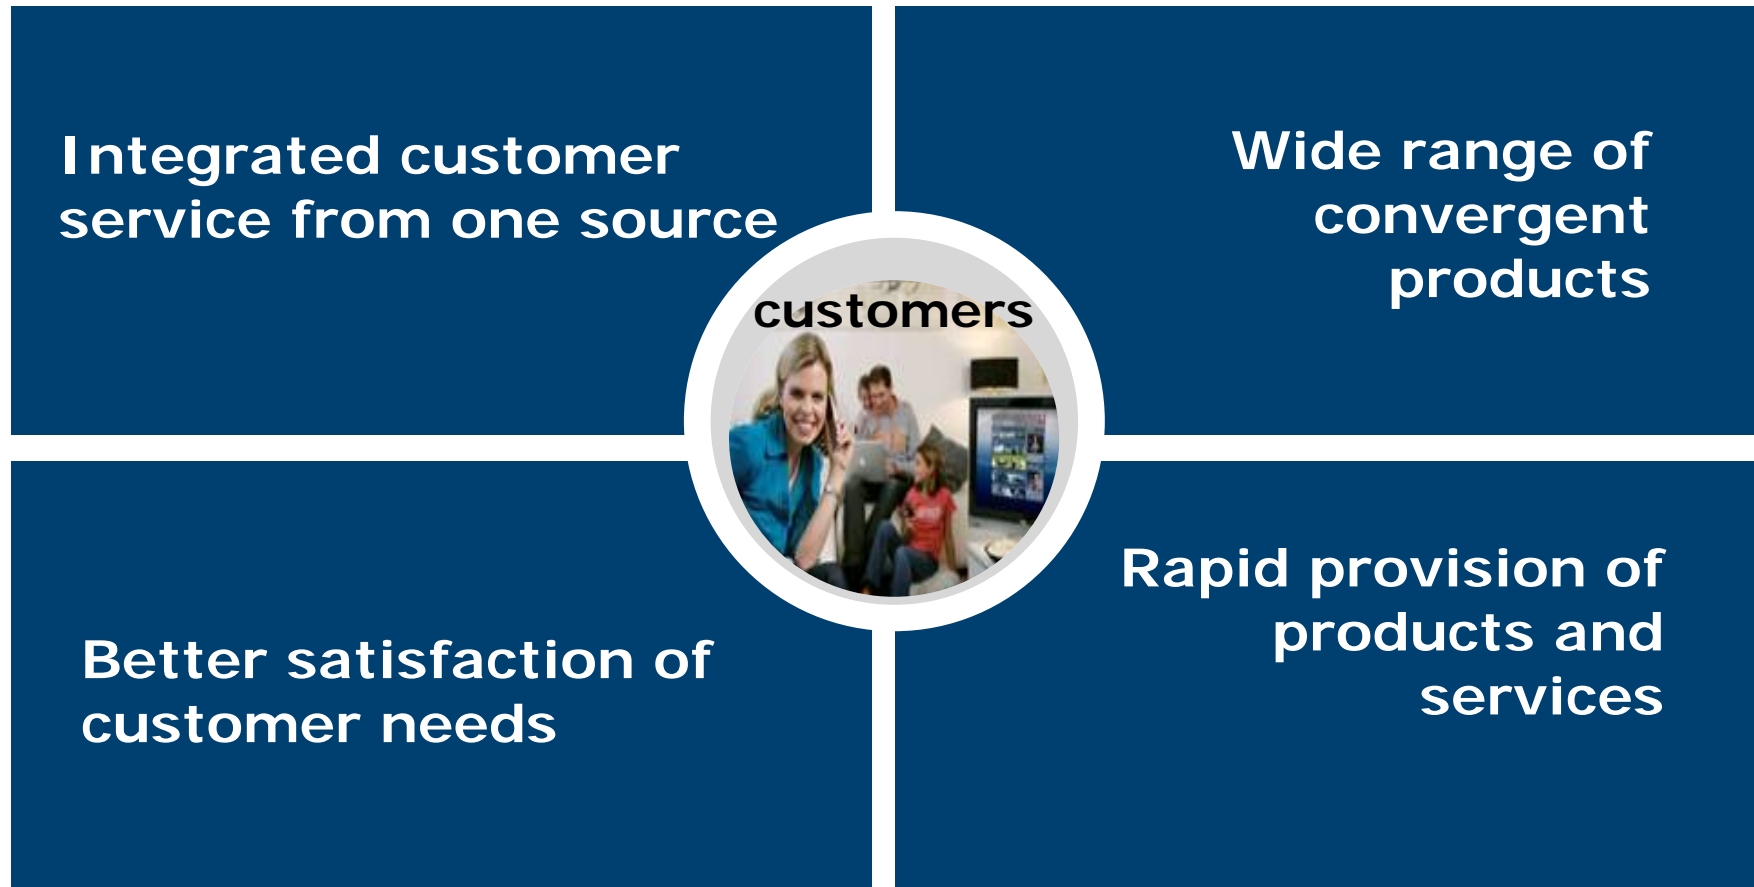 Integrated customer
service from one source
Wide range of
convergent
products
customers
Better satisfaction of
customer needs
Rapid provision of
products and
services